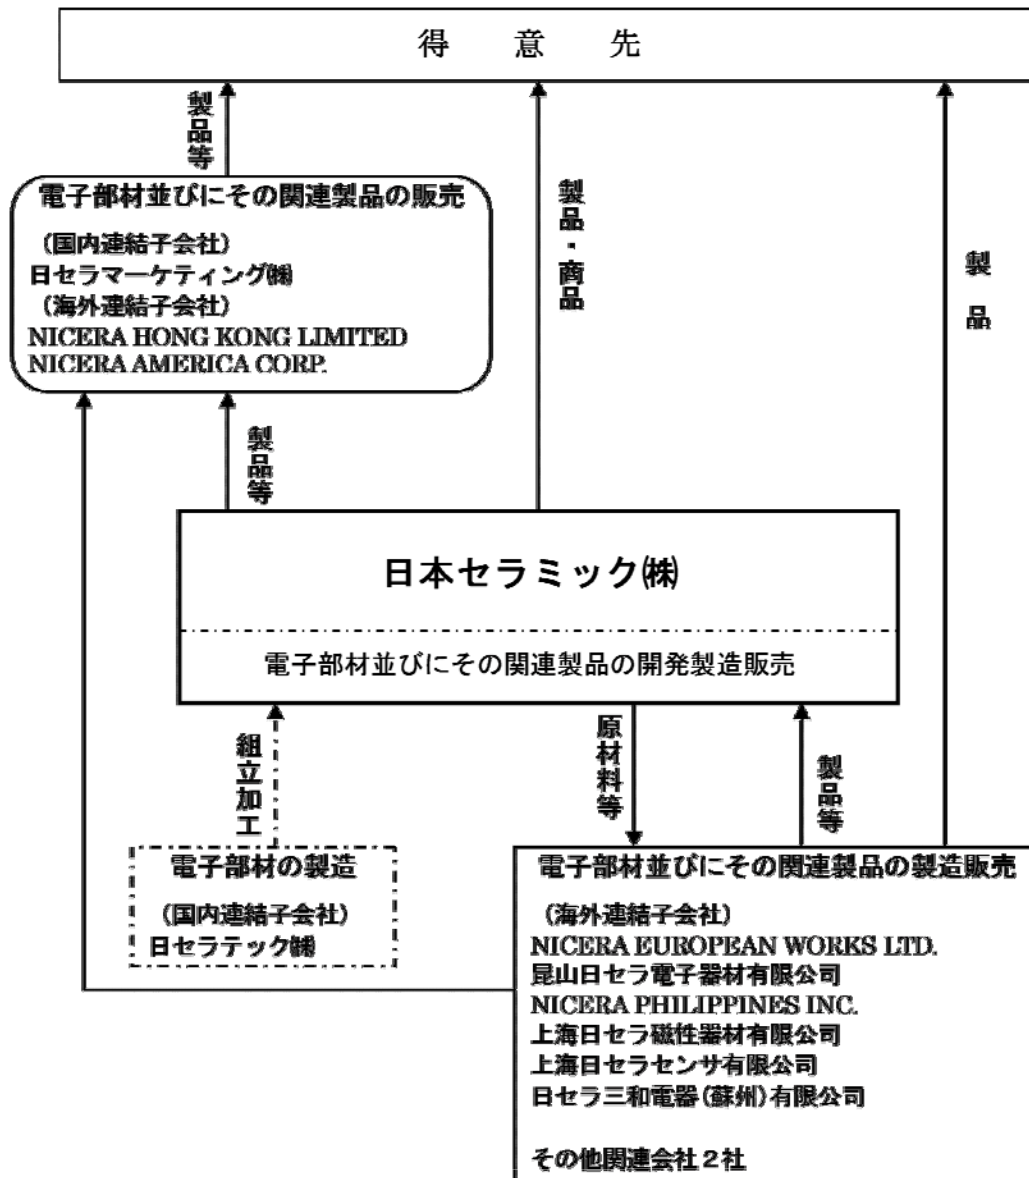 得意先
製品等
電子部材並びにその関連製品の販売
（国内連結子会社）
日セラマーケティング㈱
（海外連結子会社）
NICERA HONG KONG LIMITED
NICERA AMERICA CORP.
製品・商品
製品
製品等
日本セラミック㈱
電子部材並びにその関連製品の開発製造販売
組立加工
原材料等
製品等
電子部材の製造
（国内連結子会社）
日セラテック㈱
電子部材並びにその関連製品の製造販売
（海外連結子会社）
NICERA EUROPEAN WORKS LTD.
昆山日セラ電子器材有限公司
NICERA PHILIPPINES INC.
上海日セラ磁性器材有限公司
上海日セラセンサ有限公司
日セラ三和電器(蘇州)有限公司
その他関連会社２社